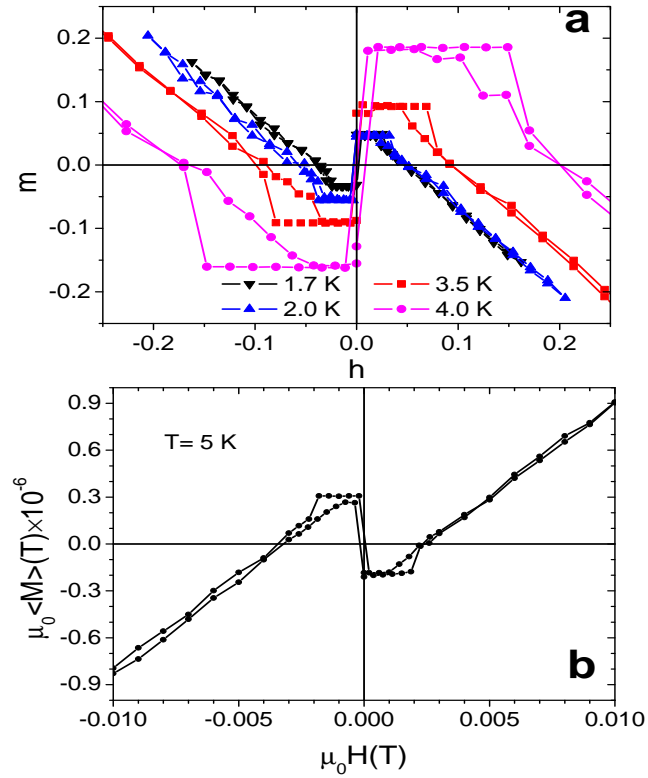 a
0.2
0.1
0.0
-0.1
-0.2
m
1.7 K 3.5 K
2.0 K 4.0 K
-0.2 -0.1 0.0 0.1 0.2
h
0.9
0.6
0.3
0.0
-0.3
-0.6
-0.9
μ₀<M>(T)×10⁻⁶
T= 5 K
b
-0.010 -0.005 0.000 0.005 0.010
μ₀H(T)